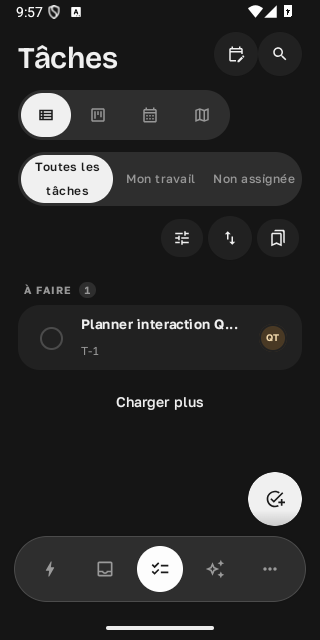 9:57
Tâches
Toutes les
tâches
Mon travail
Non assignée
À FAIRE 1
Planner interaction Q...
QT
T-1
Charger plus